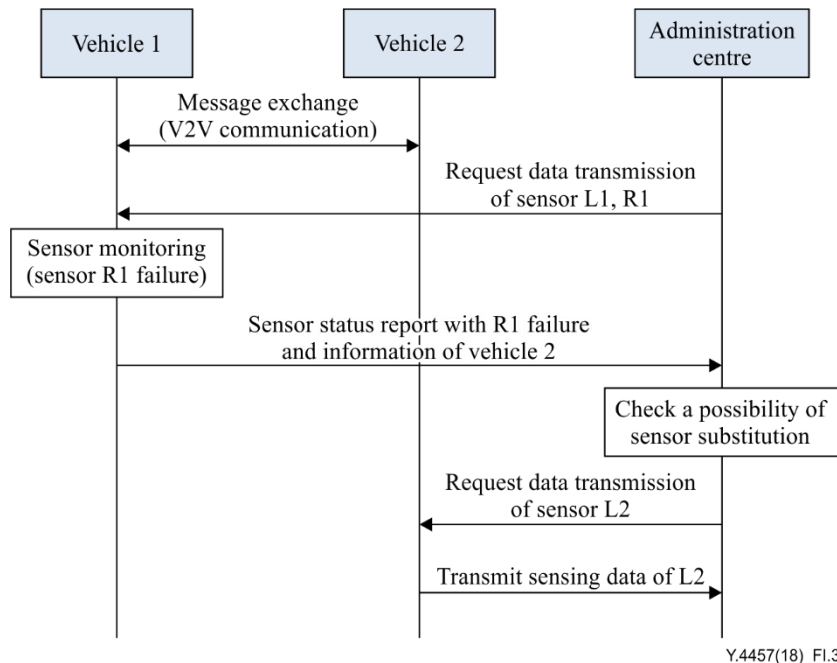 Vehicle 1
Vehicle 2
Administration
centre
Message exchange
(V2V communication)
Request data transmission
of sensor L1, R1
Sensor monitoring
(sensor R1 failure)
Sensor status report with R1 failure
and information of vehicle 2
Check a possibility of
sensor substitution
Request data transmission
of sensor L2
Transmit sensing data of L2
Y.4457(18)_FI.3